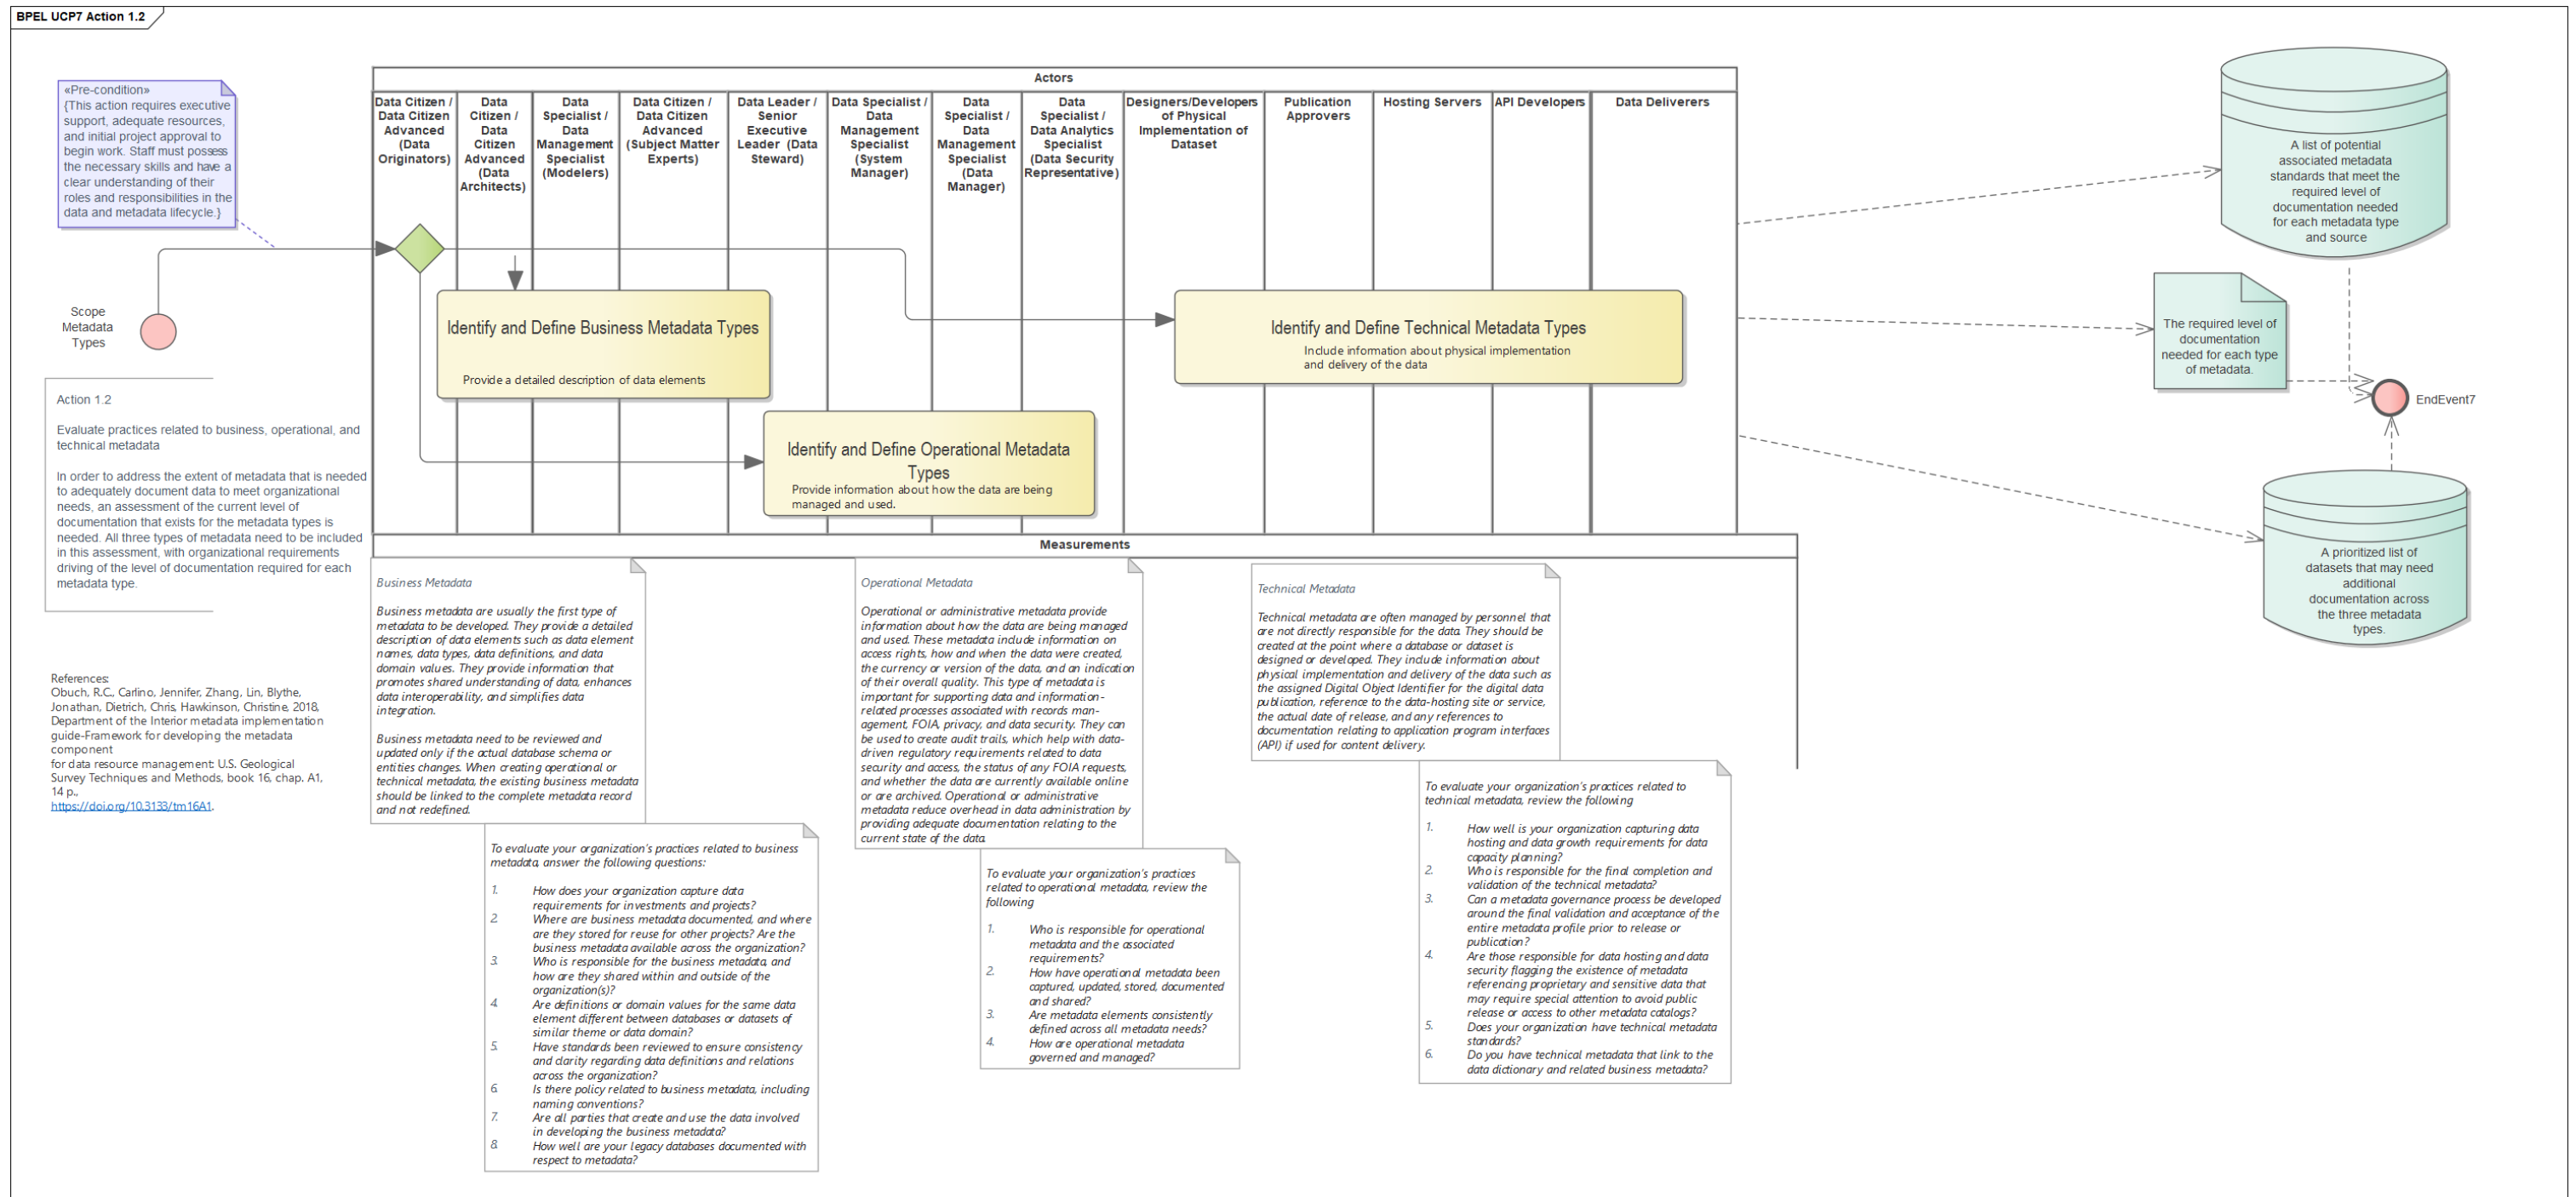 BPEL UCP7 Action 1.2
«Pre-condition»
{This action requires executive
support, adequate resources,
and initial project approval to
begin work. Staff must possess
the necessary skills and have a
clear understanding of their
roles and responsibilities in the
data and metadata lifecycle.}
Scope
Metadata
Types
Action 1.2
Evaluate practices related to business, operational, and
technical metadata
In order to address the extent of metadata that is needed
to adequately document data to meet organizational
needs, an assessment of the current level of
documentation that exists for the metadata types is
needed. All three types of metadata need to be included
in this assessment, with organizational requirements
driving of the level of documentation required for each
metadata type.
References:
Obuch, R.C., Carlino, Jennifer, Zhang, Lin, Blythe,
Jonathan, Dietrich, Chris, Hawkinson, Christine, 2018,
Department of the Interior metadata implementation
guide-Framework for developing the metadata
component
for data resource management: U.S. Geological
Survey Techniques and Methods, book 16, chap. A1,
14 p.,
https://doi.org/10.3133/tm16A1.
Actors
Data Citizen /
Data Citizen
Advanced
(Data
Originators)
Data
Citizen /
Data
Citizen
Advanced
(Data
Architects)
Data
Specialist /
Data
Management
Specialist
(Modelers)
Data Citizen /
Data Citizen
Advanced
(Subject Matter
Experts)
Data Leader /
Senior
Executive
Leader (Data
Steward)
Data Specialist /
Data
Management
Specialist
(System
Manager)
Data
Specialist /
Data
Management
Specialist
(Data
Manager)
Data
Specialist /
Data Analytics
Specialist
(Data Security
Representative)
Designers/Developers
of Physical
Implementation of
Dataset
Publication
Approvers
Hosting Servers
API Developers
Data Deliverers
Identify and Define Business Metadata Types
Provide a detailed description of data elements
Identify and Define Operational Metadata
Types
Provide information about how the data are being
managed and used.
Identify and Define Technical Metadata Types
Include information about physical implementation
and delivery of the data
A list of potential
associated metadata
standards that meet the
required level of
documentation needed
for each metadata type
and source
The required level of
documentation
needed for each type
of metadata.
EndEvent7
A prioritized list of
datasets that may need
additional
documentation across
the three metadata
types.
Measurements
Business Metadata
Business metadata are usually the first type of
metadata to be developed. They provide a detailed
description of data elements such as data element
names, data types, data definitions, and data
domain values. They provide information that
promotes shared understanding of data, enhances
data interoperability, and simplifies data
integration.
Business metadata need to be reviewed and
updated only if the actual database schema or
entities changes. When creating operational or
technical metadata, the existing business metadata
should be linked to the complete metadata record
and not redefined.
To evaluate your organization's practices related to business
metadata, answer the following questions:
1. How does your organization capture data
requirements for investments and projects?
2. Where are business metadata documented, and where
are they stored for reuse for other projects? Are the
business metadata available across the organization?
3. Who is responsible for the business metadata, and
how are they shared within and outside of the
organization(s)?
4. Are definitions or domain values for the same data
element different between databases or datasets of
similar theme or data domain?
5. Have standards been reviewed to ensure consistency
and clarity regarding data definitions and relations
across the organization?
6. Is there policy related to business metadata, including
naming conventions?
7. Are all parties that create and use the data involved
in developing the business metadata?
8. How well are your legacy databases documented with
respect to metadata?
Operational Metadata
Operational or administrative metadata provide
information about how the data are being managed
and used. These metadata include information on
access rights, how and when the data were created,
the currency or version of the data, and an indication
of their overall quality. This type of metadata is
important for supporting data and information-
related processes associated with records man-
agement, FOIA, privacy, and data security. They can
be used to create audit trails, which help with data-
driven regulatory requirements related to data
security and access, the status of any FOIA requests,
and whether the data are currently available online
or are archived. Operational or administrative
metadata reduce overhead in data administration by
providing adequate documentation relating to the
current state of the data.
To evaluate your organization's practices
related to operational metadata, review the
following
1. Who is responsible for operational
metadata and the associated
requirements?
2. How have operational metadata been
captured, updated, stored, documented
and shared?
3. Are metadata elements consistently
defined across all metadata needs?
4. How are operational metadata
governed and managed?
Technical Metadata
Technical metadata are often managed by personnel that
are not directly responsible for the data. They should be
created at the point where a database or dataset is
designed or developed. They include information about
physical implementation and delivery of the data such as
the assigned Digital Object Identifier for the digital data
publication, reference to the data-hosting site or service,
the actual date of release, and any references to
documentation relating to application program interfaces
(API) if used for content delivery.
To evaluate your organization's practices related to
technical metadata, review the following
1. How well is your organization capturing data
hosting and data growth requirements for data
capacity planning?
2. Who is responsible for the final completion and
validation of the technical metadata?
3. Can a metadata governance process be developed
around the final validation and acceptance of the
entire metadata profile prior to release or
publication?
4. Are those responsible for data hosting and data
security flagging the existence of metadata
referencing proprietary and sensitive data that
may require special attention to avoid public
release or access to other metadata catalogs?
5. Does your organization have technical metadata
standards?
6. Do you have technical metadata that link to the
data dictionary and related business metadata?